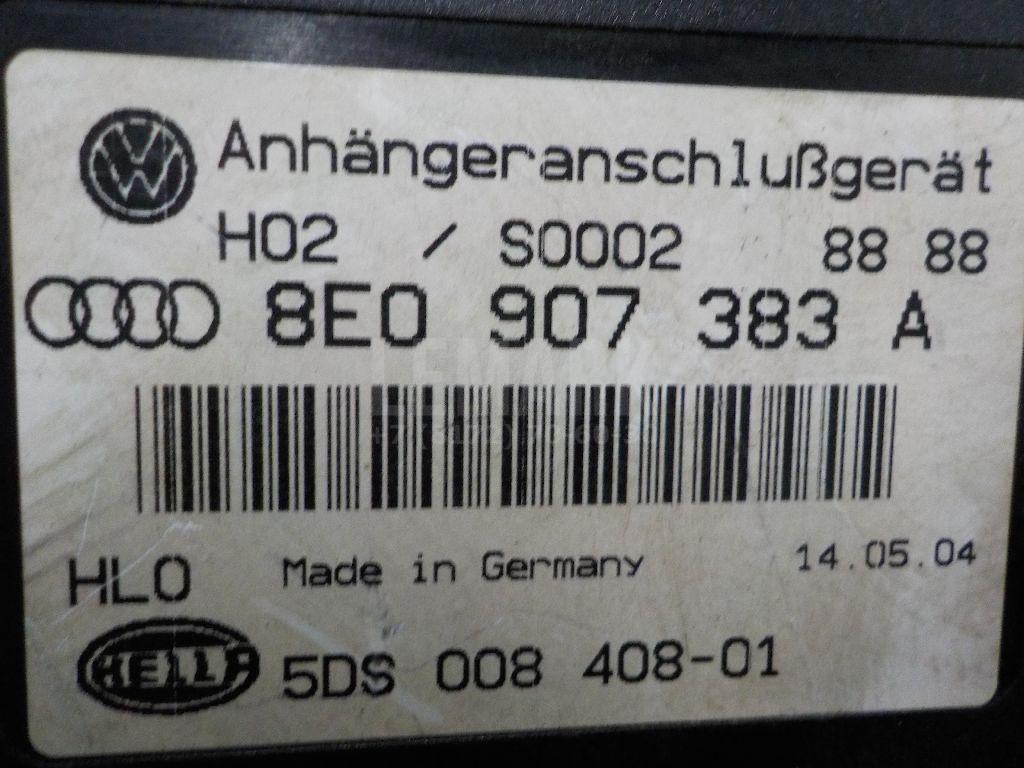 Anhängeranschlußgerät
H02 / S0002 88 88
8E0 907 383 A
HLO Made in Germany 14.05.04
HELLA 5DS 008 408-01